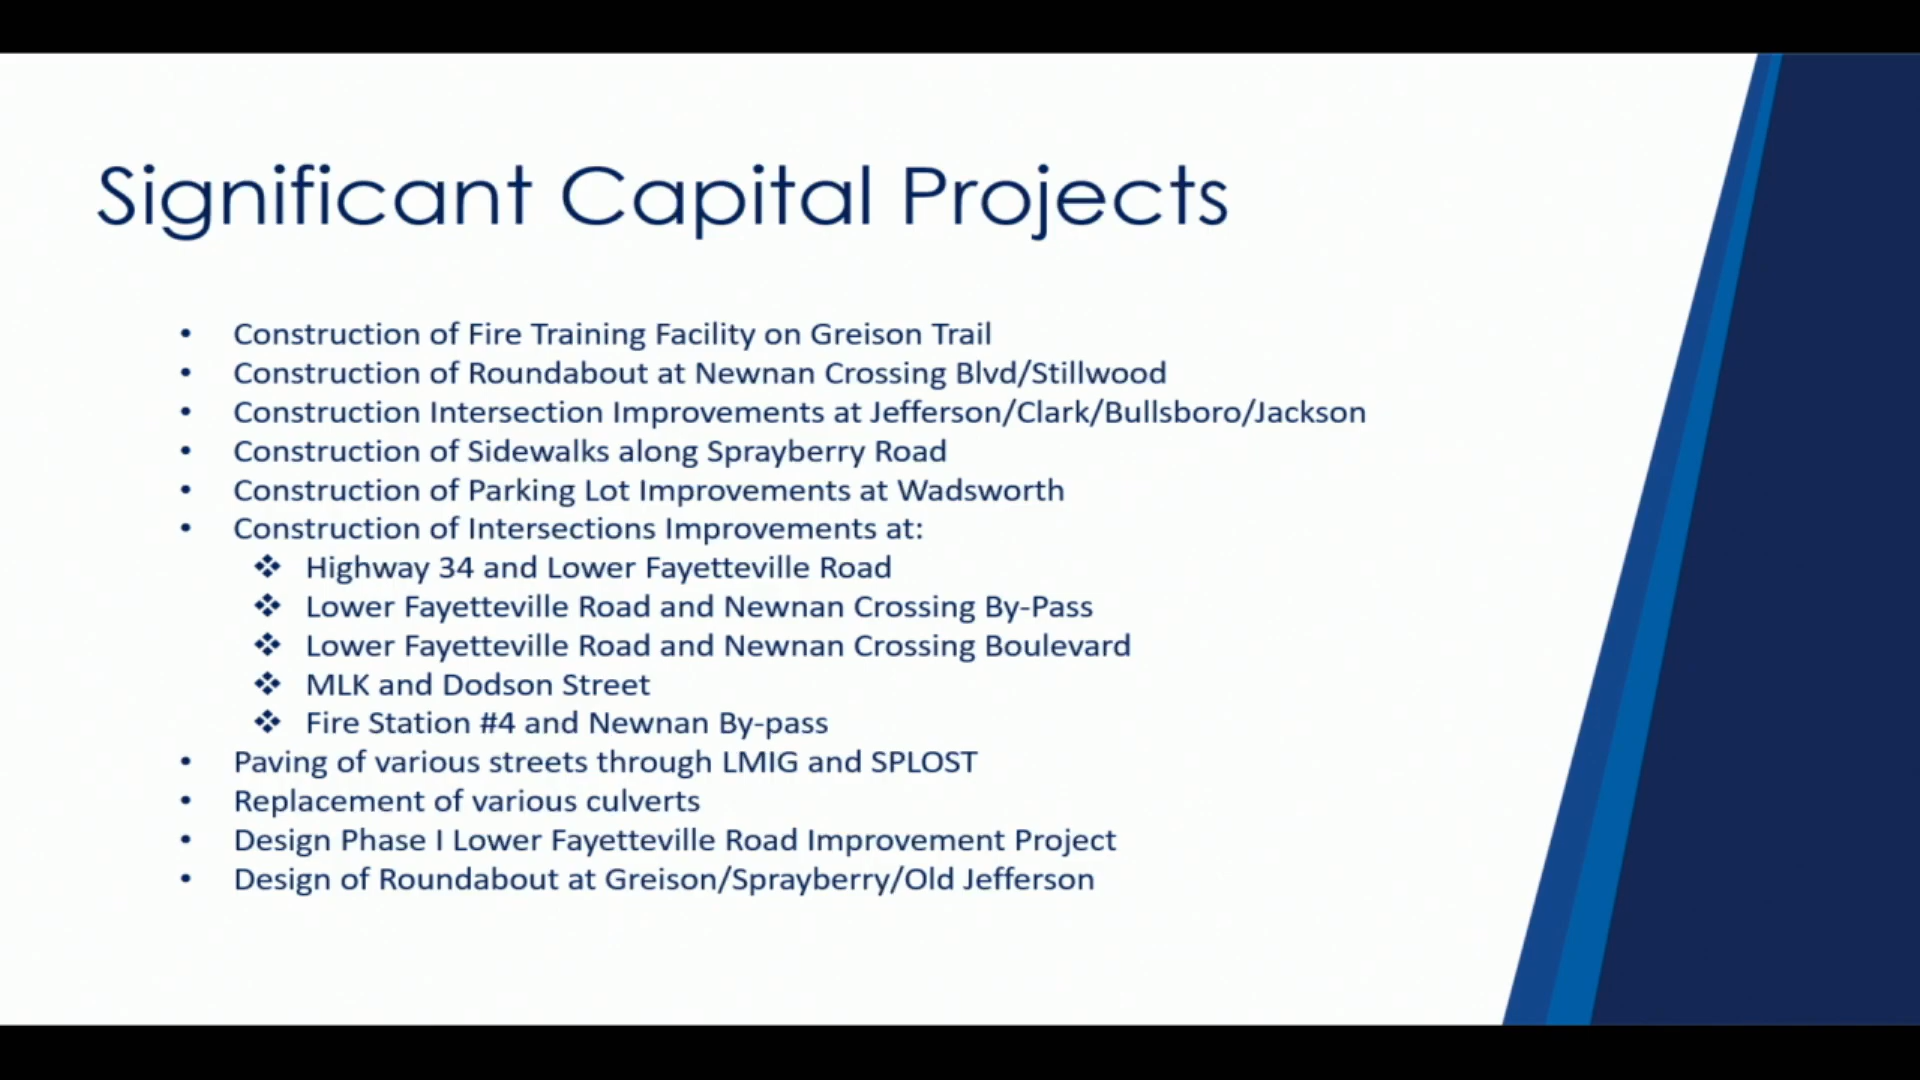 Significant Capital Projects
• Construction of Fire Training Facility on Greison Trail
• Construction of Roundabout at Newnan Crossing Blvd/Stillwood
• Construction Intersection Improvements at Jefferson/Clark/Bullsboro/Jackson
• Construction of Sidewalks along Sprayberry Road
• Construction of Parking Lot Improvements at Wadsworth
• Construction of Intersections Improvements at:
❖ Highway 34 and Lower Fayetteville Road
❖ Lower Fayetteville Road and Newnan Crossing By-Pass
❖ Lower Fayetteville Road and Newnan Crossing Boulevard
❖ MLK and Dodson Street
❖ Fire Station #4 and Newnan By-pass
• Paving of various streets through LMIG and SPLOST
• Replacement of various culverts
• Design Phase I Lower Fayetteville Road Improvement Project
• Design of Roundabout at Greison/Sprayberry/Old Jefferson